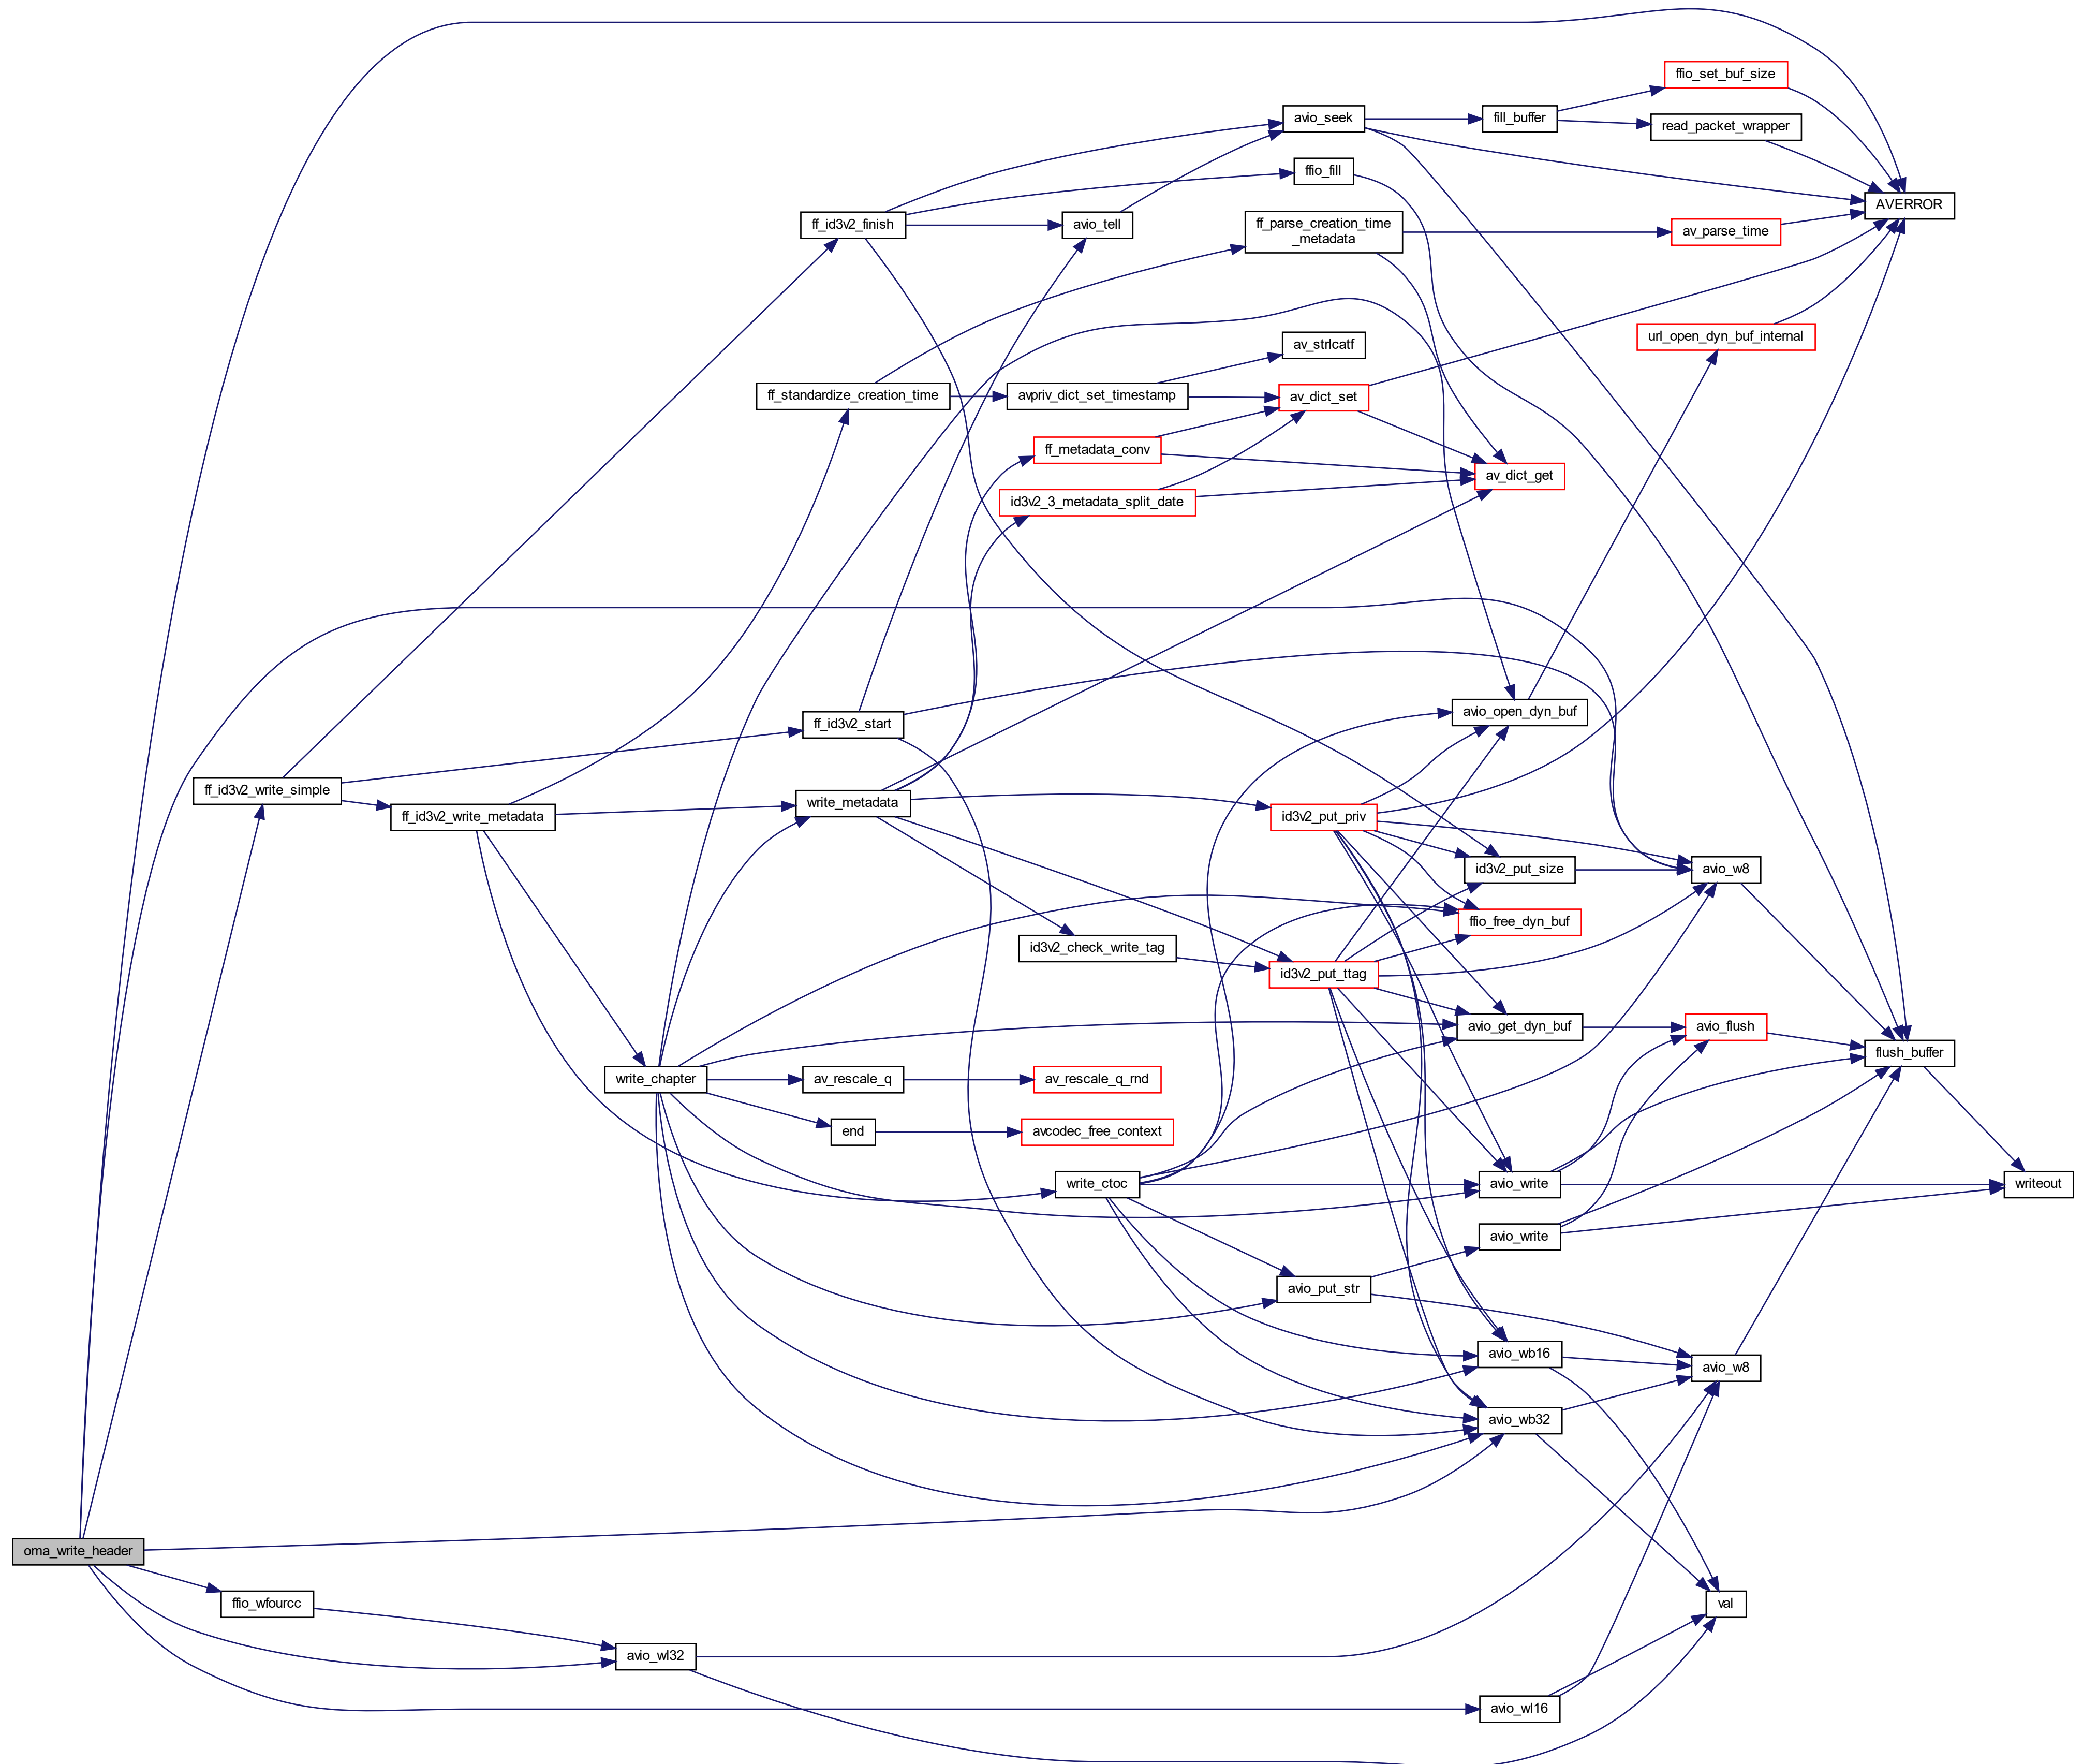 ffio_set_buf_size
avio_seek
fill_buffer
read_packet_wrapper
ffio_fill
AVERROR
ff_id3v2_finish
avio_tell
ff_parse_creation_time
_metadata
av_parse_time
url_open_dyn_buf_internal
av_strlcatf
ff_standardize_creation_time
avpriv_dict_set_timestamp
av_dict_set
ff_metadata_conv
av_dict_get
id3v2_3_metadata_split_date
avio_open_dyn_buf
ff_id3v2_start
ff_id3v2_write_simple
write_metadata
ff_id3v2_write_metadata
id3v2_put_priv
id3v2_put_size
avio_w8
ffio_free_dyn_buf
id3v2_check_write_tag
id3v2_put_ttag
avio_get_dyn_buf
avio_flush
flush_buffer
write_chapter
av_rescale_q
av_rescale_q_rnd
end
avcodec_free_context
write_ctoc
avio_write
writeout
avio_write
avio_put_str
avio_wb16
avio_w8
avio_wb32
oma_write_header
ffio_wfourcc
val
avio_wl32
avio_wl16